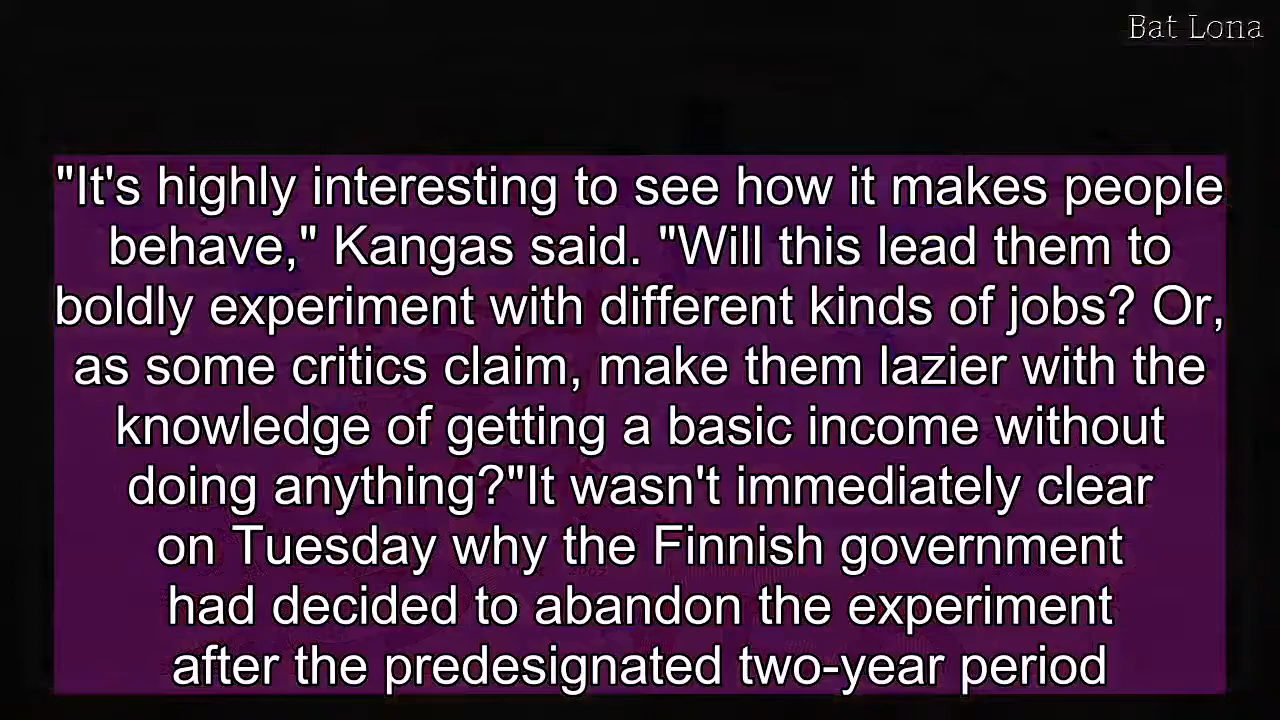 Bat Lona
"It's highly interesting to see how it makes people
behave," Kangas said. "Will this lead them to
boldly experiment with different kinds of jobs? Or,
as some critics claim, make them lazier with the
knowledge of getting a basic income without
doing anything?"It wasn't immediately clear
on Tuesday why the Finnish government
had decided to abandon the experiment
after the predesignated two-year period